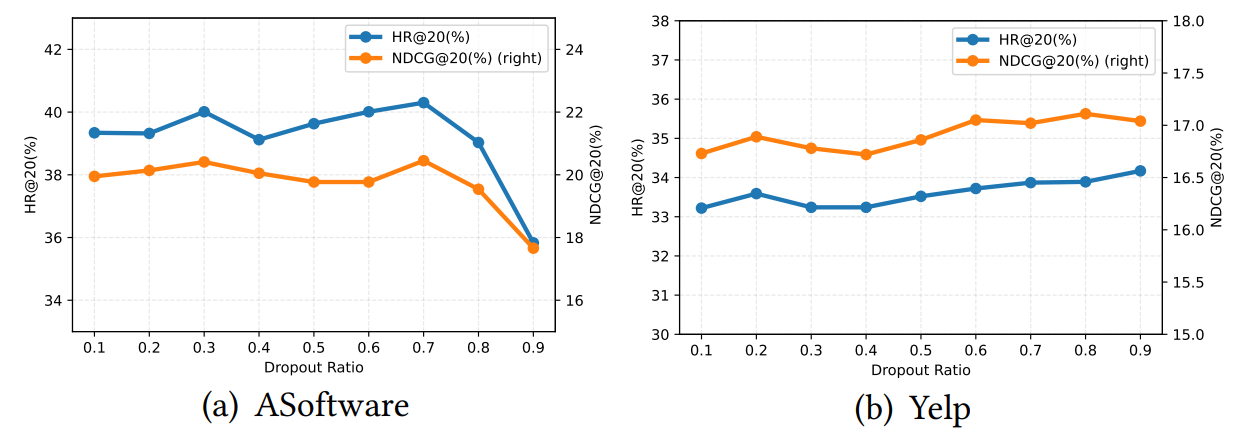 HR@20(%)
NDCG@20(%) (right)
42
40
38
36
34
HR@20(%)
24
22
20
18
16
NDCG@20(%)
0.1 0.2 0.3 0.4 0.5 0.6 0.7 0.8 0.9
Dropout Ratio
(a) ASoftware
HR@20(%)
NDCG@20(%) (right)
38
37
36
35
34
33
32
31
30
HR@20(%)
18.0
17.5
17.0
16.5
16.0
15.5
15.0
NDCG@20(%)
0.1 0.2 0.3 0.4 0.5 0.6 0.7 0.8 0.9
Dropout Ratio
(b) Yelp